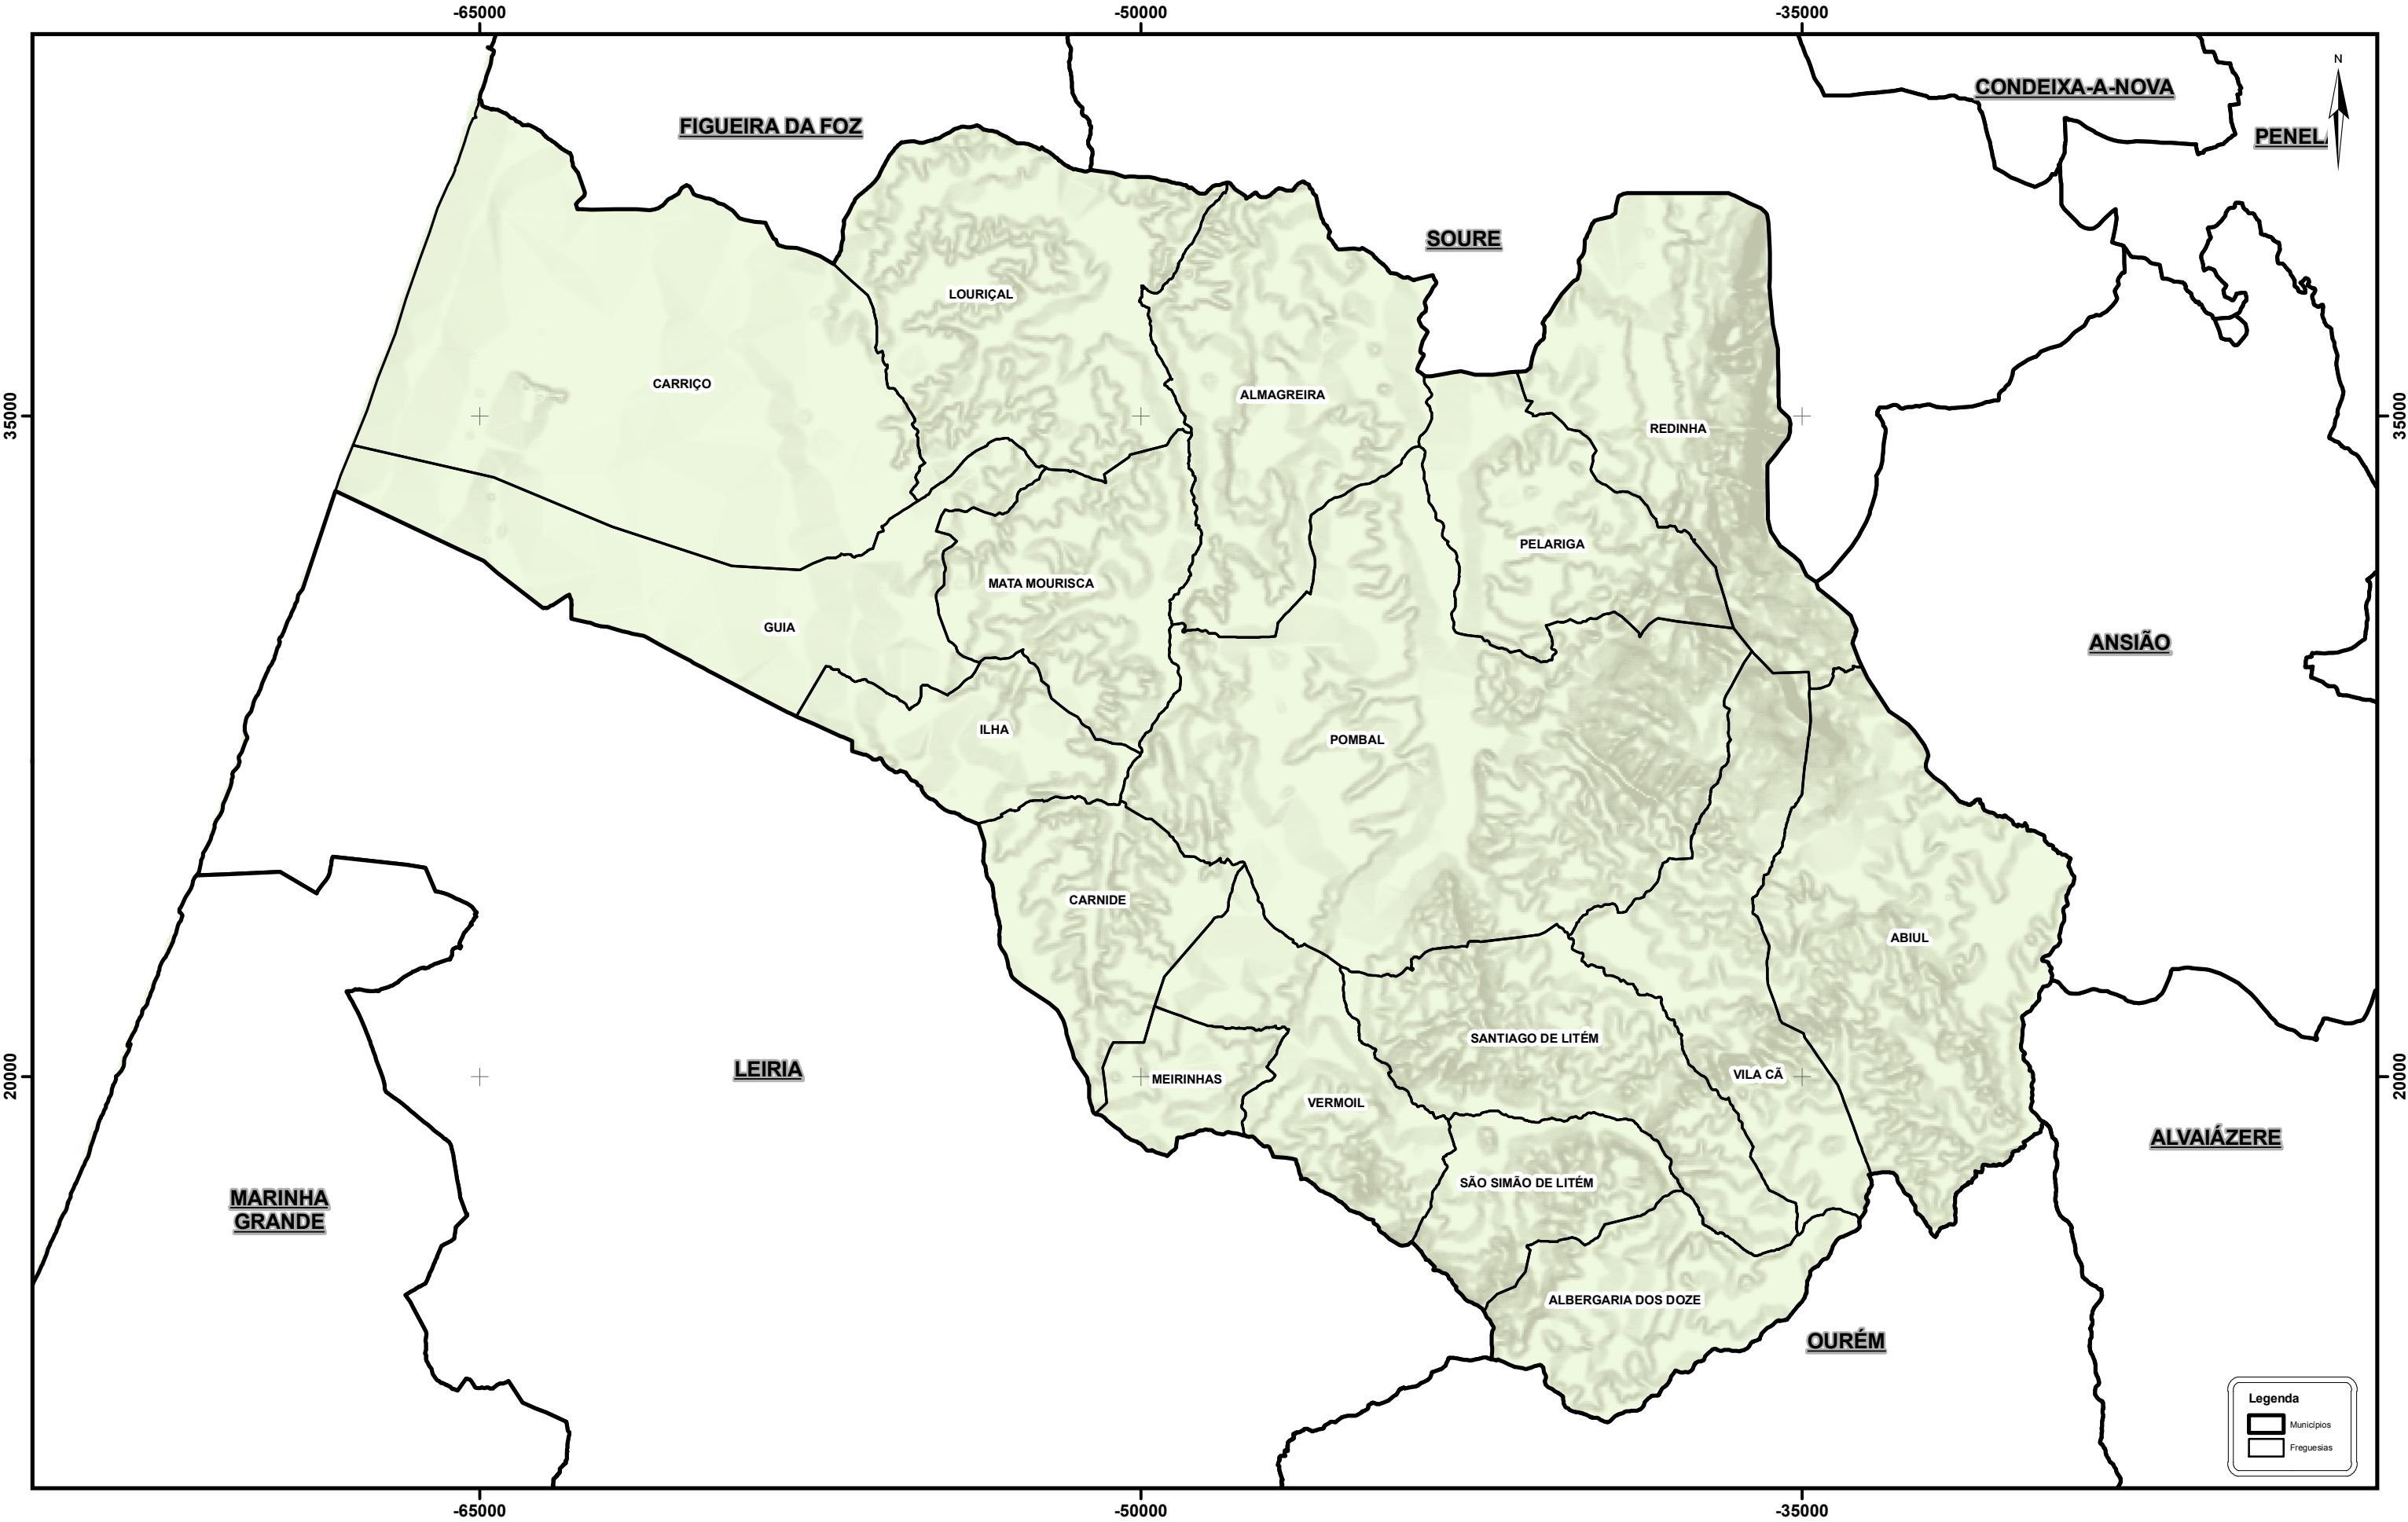 -65000
-50000
-35000
N
CONDEIXA-A-NOVA
FIGUEIRA DA FOZ
PENELA
SOURE
LOURIÇAL
CARRIÇO
ALMAGREIRA
35000
35000
REDINHA
PELARIGA
MATA MOURISCA
GUIA
ANSIÃO
ILHA
POMBAL
CARNIDE
ABIUL
SANTIAGO DE LITÉM
LEIRIA
20000
20000
MEIRINHAS
VILA CÃ
VERMOIL
ALVAIÁZERE
SÃO SIMÃO DE LITÉM
MARINHA
GRANDE
ALBERGARIA DOS DOZE
OURÉM
Legenda
Municípios
Freguesias
-65000
-50000
-35000